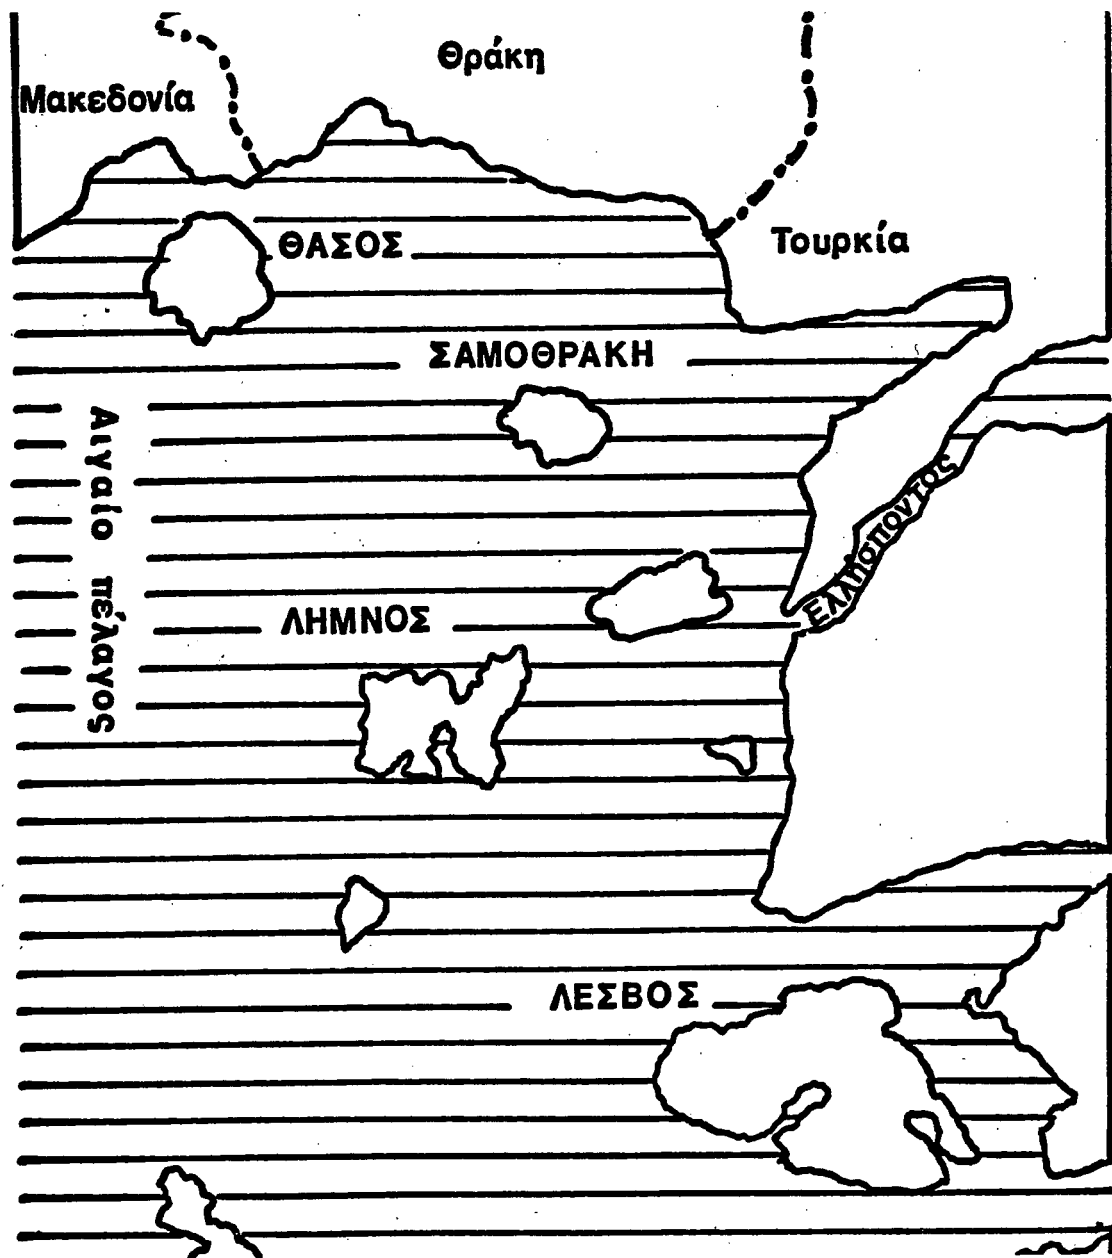 Θράκη
Μακεδονία
Τουρκία
ΘΑΣΟΣ
ΣΑΜΟΘΡΑΚΗ
Αιγαίο πέλαγος
Ελλήσποντος
ΛΗΜΝΟΣ
ΛΕΣΒΟΣ